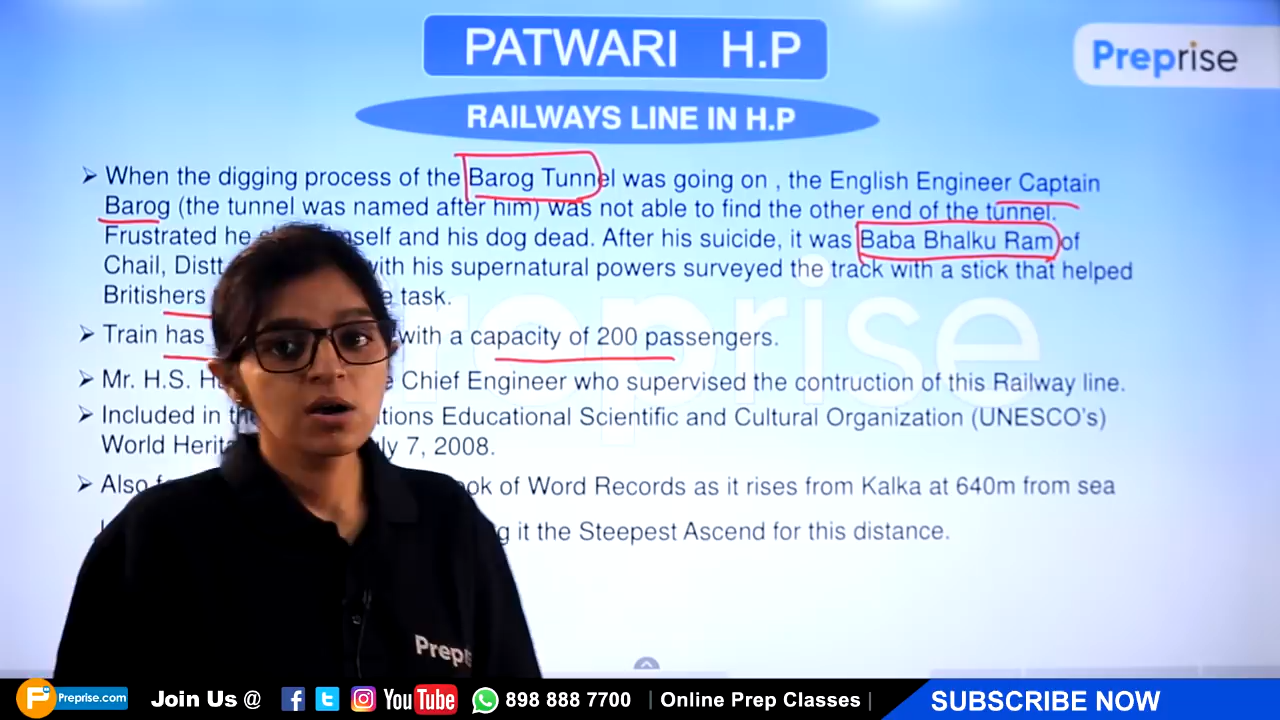 PATWARI H.P
Preprise
RAILWAYS LINE IN H.P
➢ When the digging process of the Barog Tunnel was going on , the English Engineer Captain
Barog (the tunnel was named after him) was not able to find the other end of the tunnel.
Frustrated he self and his dog dead. After his suicide, it was Baba Bhalku Ram of
Chail, Distt with his supernatural powers surveyed the track with a stick that helped
Britishers task.
➢ Train has with a capacity of 200 passengers.
➢ Mr. H.S. Chief Engineer who supervised the contruction of this Railway line.
➢ Included in Educational Scientific and Cultural Organization (UNESCO's)
World 7, 2008.
➢ Also of Word Records as it rises from Kalka at 640m from sea
it the Steepest Ascend for this distance.
Preprise.com Join Us @ YouTube 898 888 7700 | Online Prep Classes | SUBSCRIBE NOW